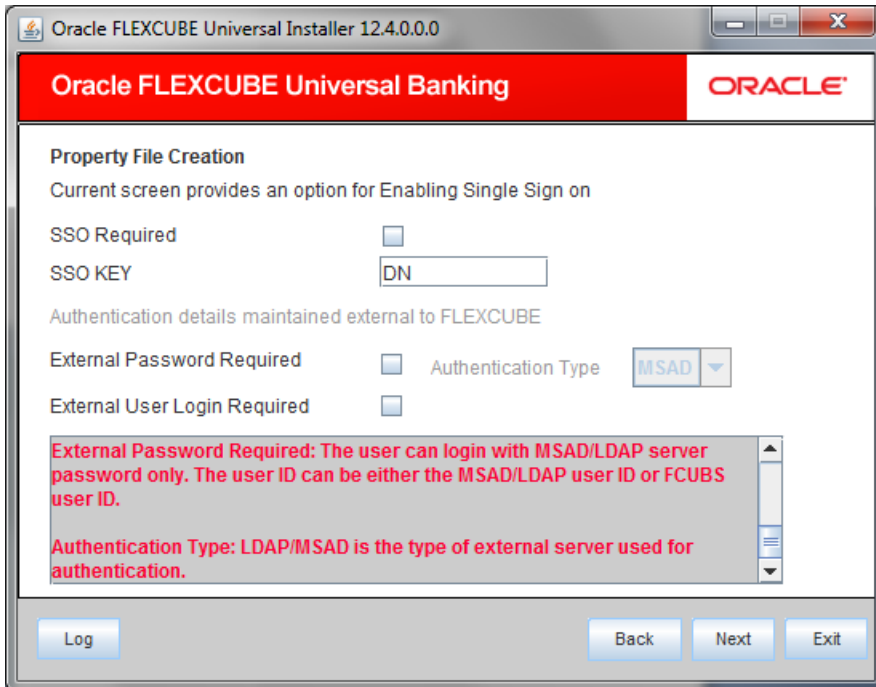 Oracle FLEXCUBE Universal Installer 12.4.0.0.0
Oracle FLEXCUBE Universal Banking
ORACLE
Property File Creation
Current screen provides an option for Enabling Single Sign on
SSO Required
SSO KEY DN
Authentication details maintained external to FLEXCUBE
External Password Required Authentication Type MSAD
External User Login Required
External Password Required: The user can login with MSAD/LDAP server
password only. The user ID can be either the MSAD/LDAP user ID or FCUBS
user ID.
Authentication Type: LDAP/MSAD is the type of external server used for
authentication.
Log Back Next Exit